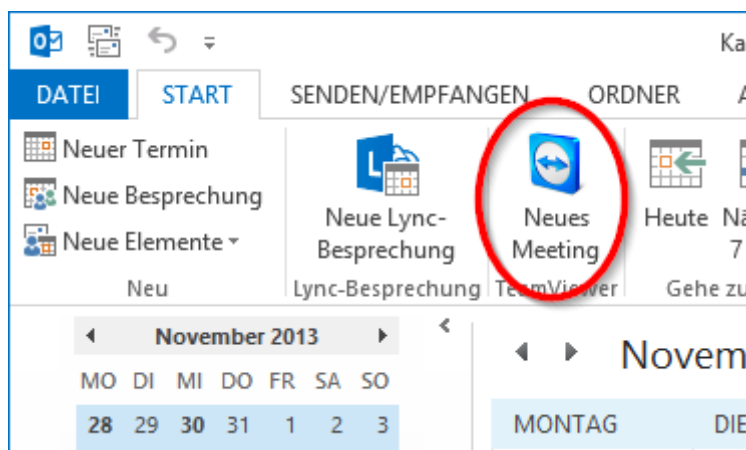 Ka
DATEI START SENDEN/EMPFANGEN ORDNER A
Neuer Termin
Neue Besprechung
Neue Elemente
Neue Lync-
Besprechung
Neues
Meeting
Heute
Nä
7
Neu
Lync-Besprechung
TeamViewer
Gehe zu
November 2013
MO DI MI DO FR SA SO
28 29 30 31 1 2 3
Novem
MONTAG DIE